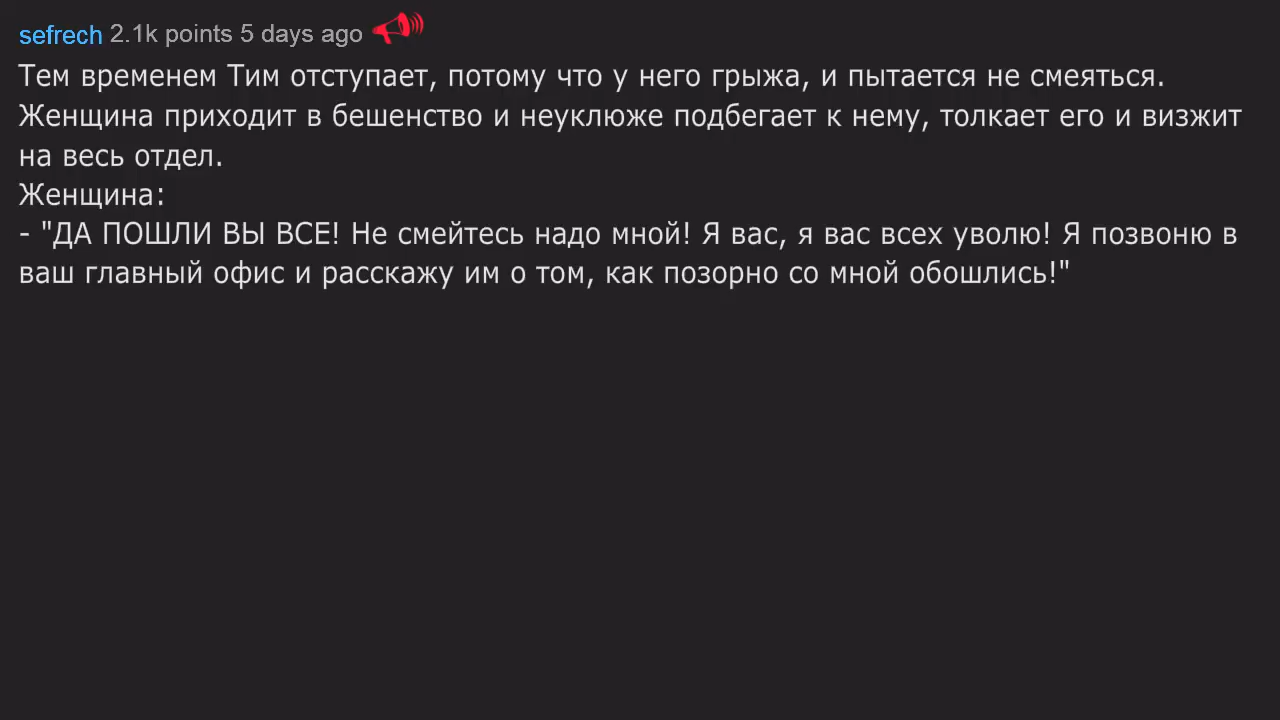 sefrech 2.1k points 5 days ago
Тем временем Тим отступает, потому что у него грыжа, и пытается не смеяться.
Женщина приходит в бешенство и неуклюже подбегает к нему, толкает его и визжит
на весь отдел.
Женщина:
- "ДА ПОШЛИ ВЫ ВСЕ! Не смейтесь надо мной! Я вас, я вас всех уволю! Я позвоню в
ваш главный офис и расскажу им о том, как позорно со мной обошлись!"